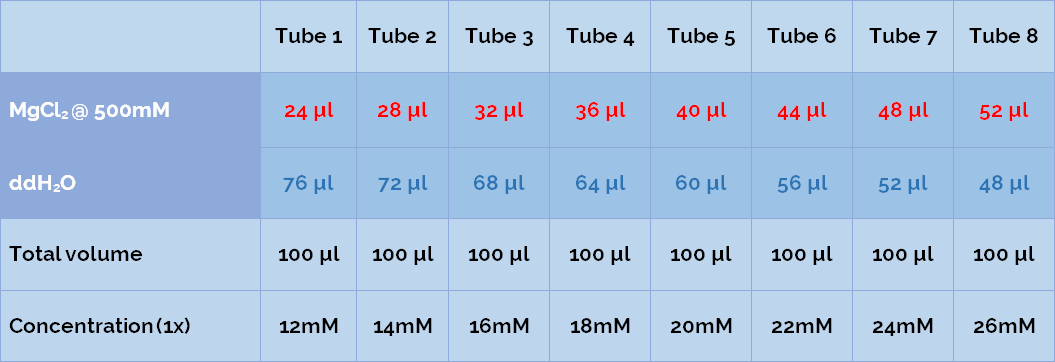 Tube 1 Tube 2 Tube 3 Tube 4 Tube 5 Tube 6 Tube 7 Tube 8
MgCl₂ @ 500mM 24 µl 28 µl 32 µl 36 µl 40 µl 44 µl 48 µl 52 µl
ddH₂O 76 µl 72 µl 68 µl 64 µl 60 µl 56 µl 52 µl 48 µl
Total volume 100 µl 100 µl 100 µl 100 µl 100 µl 100 µl 100 µl 100 µl
Concentration (1x) 12mM 14mM 16mM 18mM 20mM 22mM 24mM 26mM